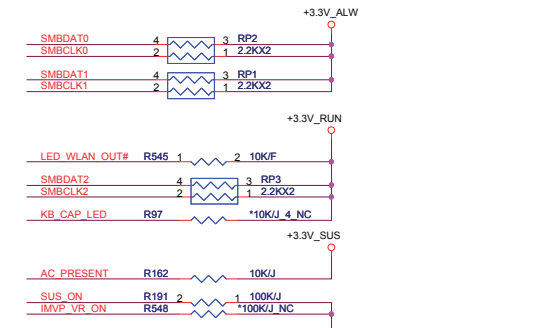 +3.3V_ALW
SMBDAT0 4 3 RP2
SMBCLK0 2 1 2.2KX2
SMBDAT1 4 3 RP1
SMBCLK1 2 1 2.2KX2
+3.3V_RUN
LED_WLAN_OUT# R545 1 2 10K/F
SMBDAT2 4 3 RP3
SMBCLK2 2 1 2.2KX2
KB_CAP_LED R97 *10K/J_4_NC
+3.3V_SUS
AC_PRESENT R162 10K/J
SUS_ON R191 2 1 100K/J
IMVP_VR_ON R548 *100K/J_NC